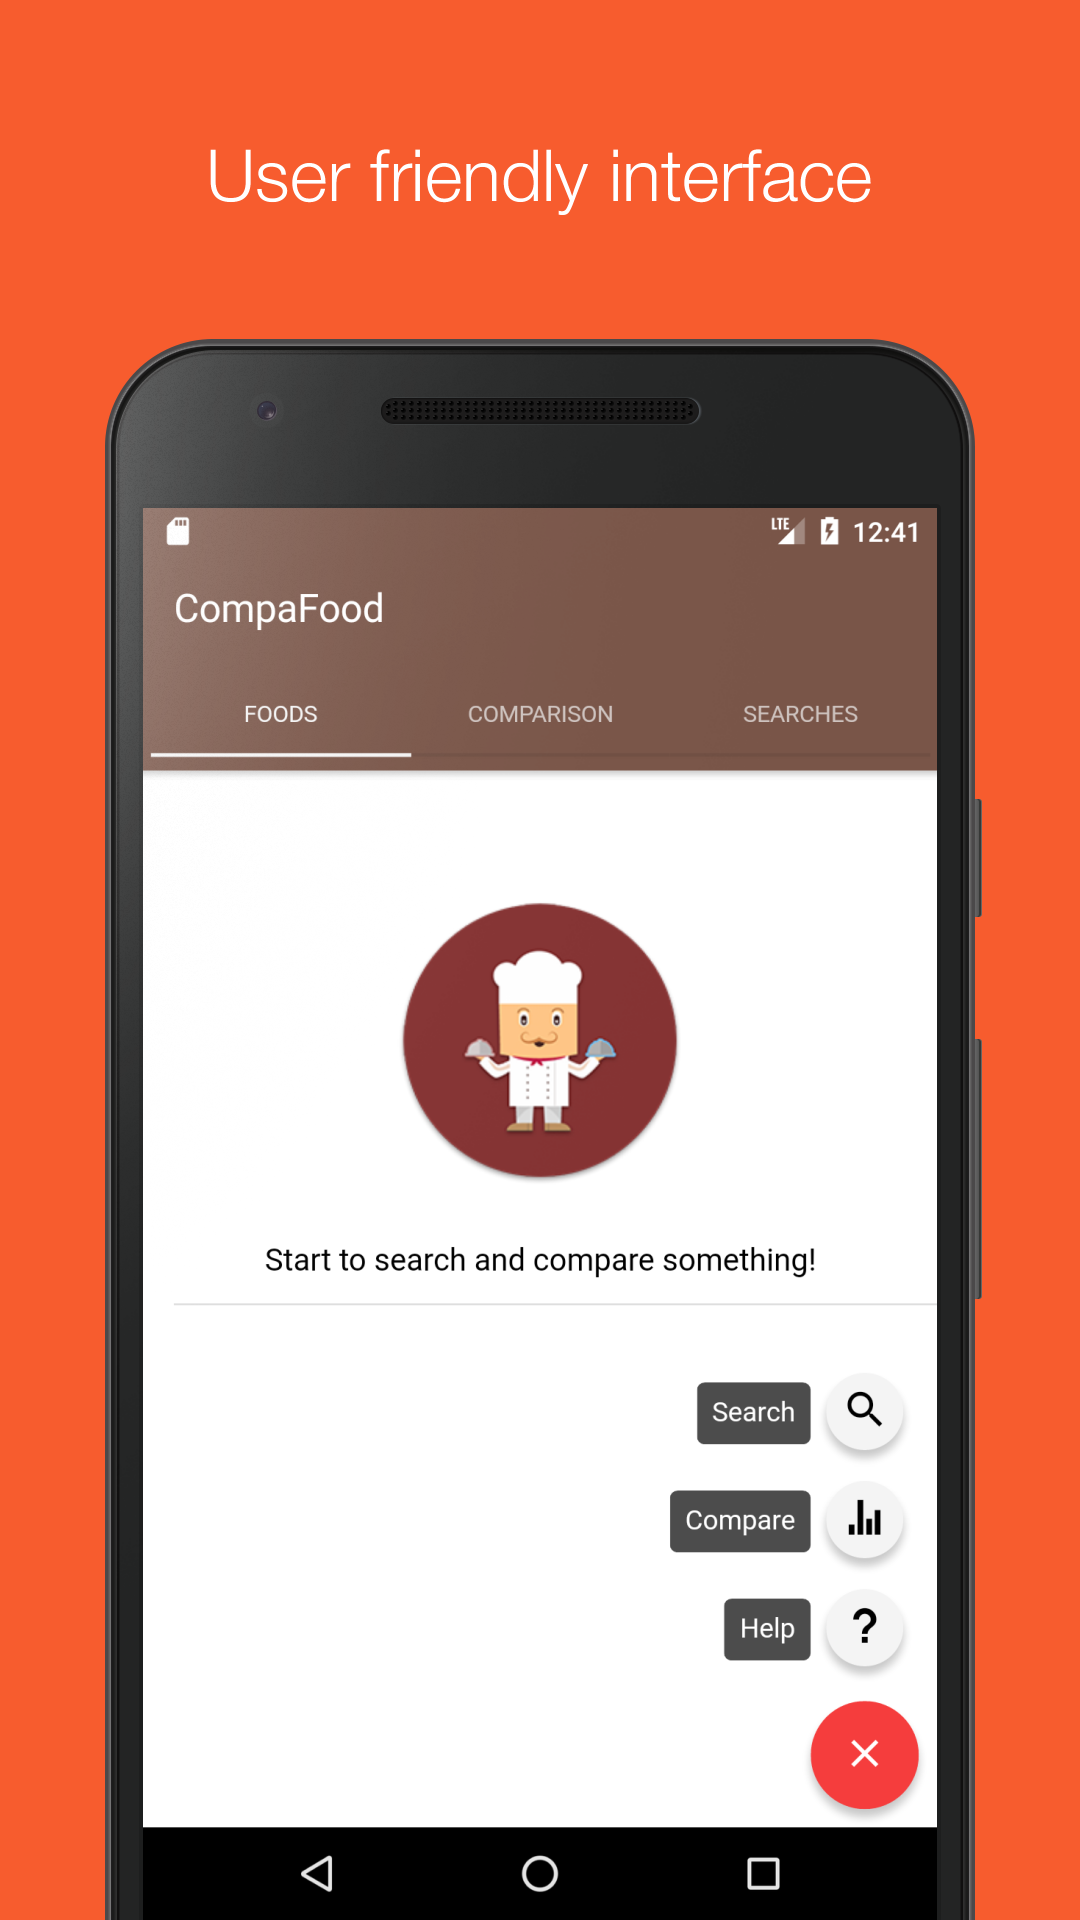 User friendly interface
LTE 12:41
CompaFood
FOODS COMPARISON SEARCHES
Start to search and compare something!
Search
Compare
Help
?